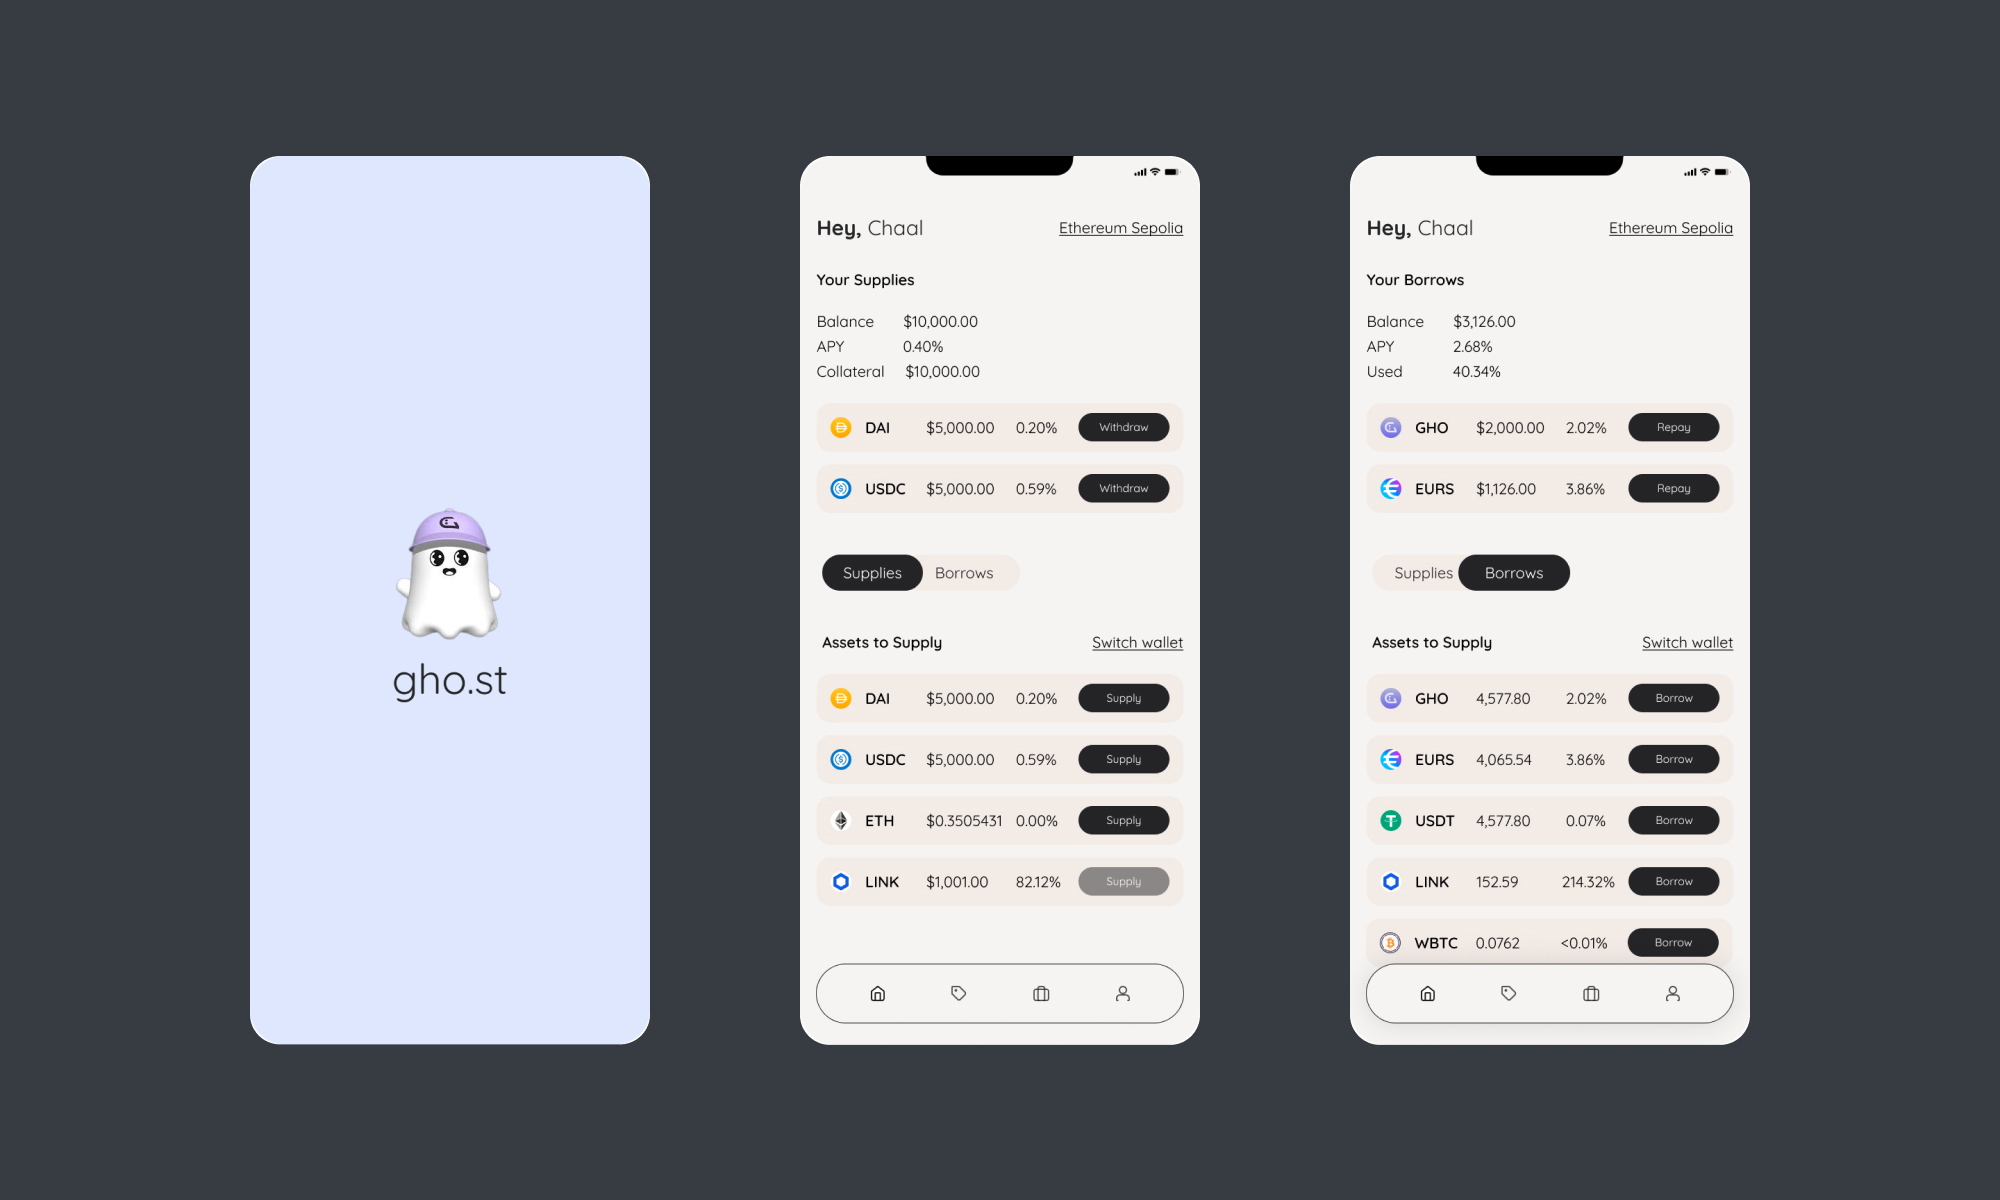 gho.st
Hey, Chaal Ethereum Sepolia
Your Supplies
Balance $10,000.00
APY 0.40%
Collateral $10,000.00
DAI $5,000.00 0.20% Withdraw
USDC $5,000.00 0.59% Withdraw
Supplies Borrows
Assets to Supply Switch wallet
DAI $5,000.00 0.20% Supply
USDC $5,000.00 0.59% Supply
ETH $0.3505431 0.00% Supply
LINK $1,001.00 82.12% Supply
Hey, Chaal Ethereum Sepolia
Your Borrows
Balance $3,126.00
APY 2.68%
Used 40.34%
GHO $2,000.00 2.02% Repay
EURS $1,126.00 3.86% Repay
Supplies Borrows
Assets to Supply Switch wallet
GHO 4,577.80 2.02% Borrow
EURS 4,065.54 3.86% Borrow
USDT 4,577.80 0.07% Borrow
LINK 152.59 214.32% Borrow
WBTC 0.0762 <0.01% Borrow